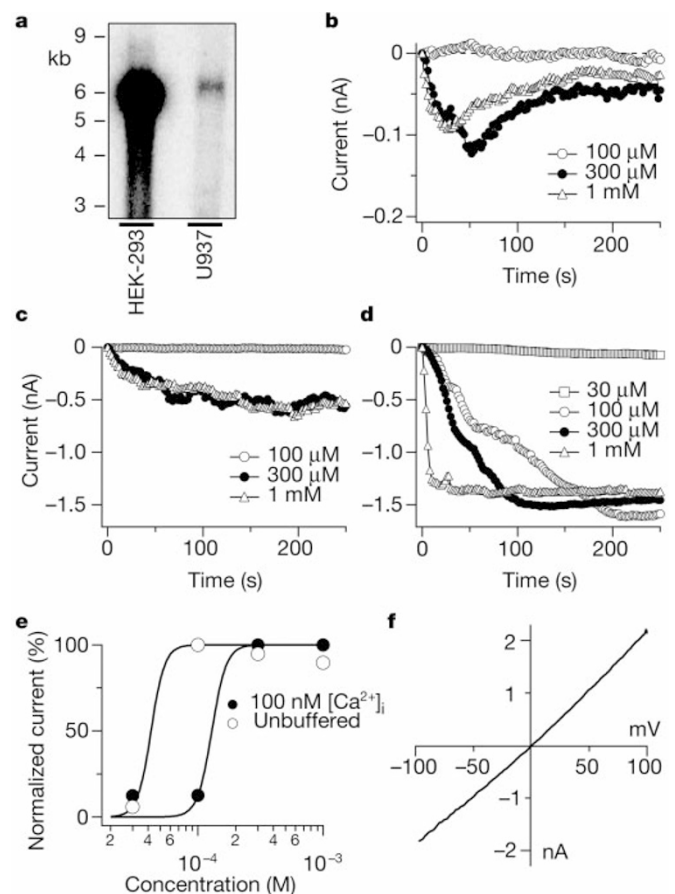 a
9
kb
6
5
4
3
HEK-293
U937
b
0
−0.1
−0.2
Current (nA)
100 μM
300 μM
1 mM
0
100
200
Time (s)
c
0
−0.5
−1.0
−1.5
Current (nA)
100 μM
300 μM
1 mM
0
100
200
Time (s)
d
0
−0.5
−1.0
−1.5
30 μM
100 μM
300 μM
1 mM
0
100
200
Time (s)
e
100
50
0
Normalized current (%)
100 nM [Ca²⁺]ᵢ
Unbuffered
2
4
6
10⁻⁴
2
4
6
10⁻³
Concentration (M)
f
2
1
mV
−100
−50
50
100
−1
−2
nA